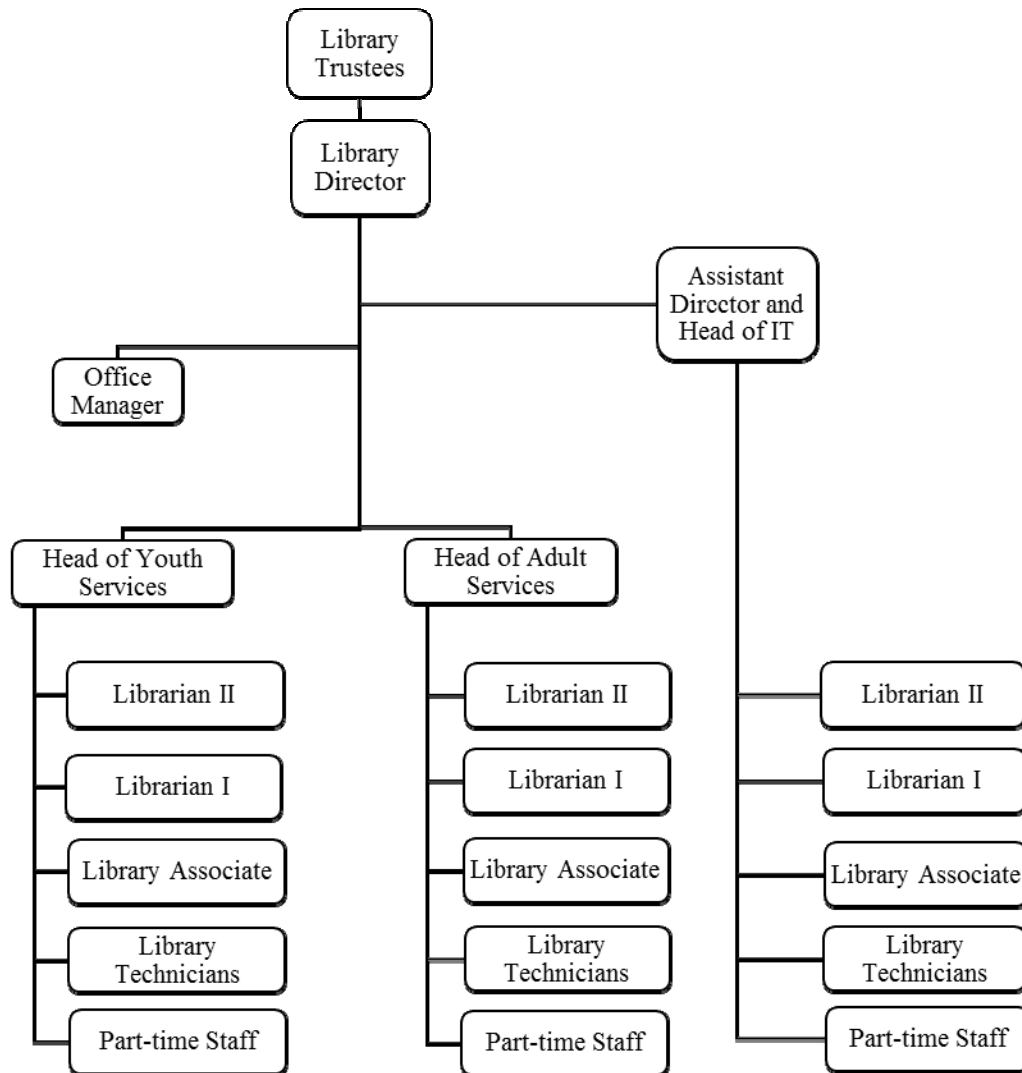 Library
Trustees
Library
Director
Assistant
Director and
Head of IT
Office
Manager
Head of Youth
Services
Head of Adult
Services
Librarian II
Librarian II
Librarian II
Librarian I
Librarian I
Librarian I
Library Associate
Library Associate
Library Associate
Library
Technicians
Library
Technicians
Library
Technicians
Part-time Staff
Part-time Staff
Part-time Staff